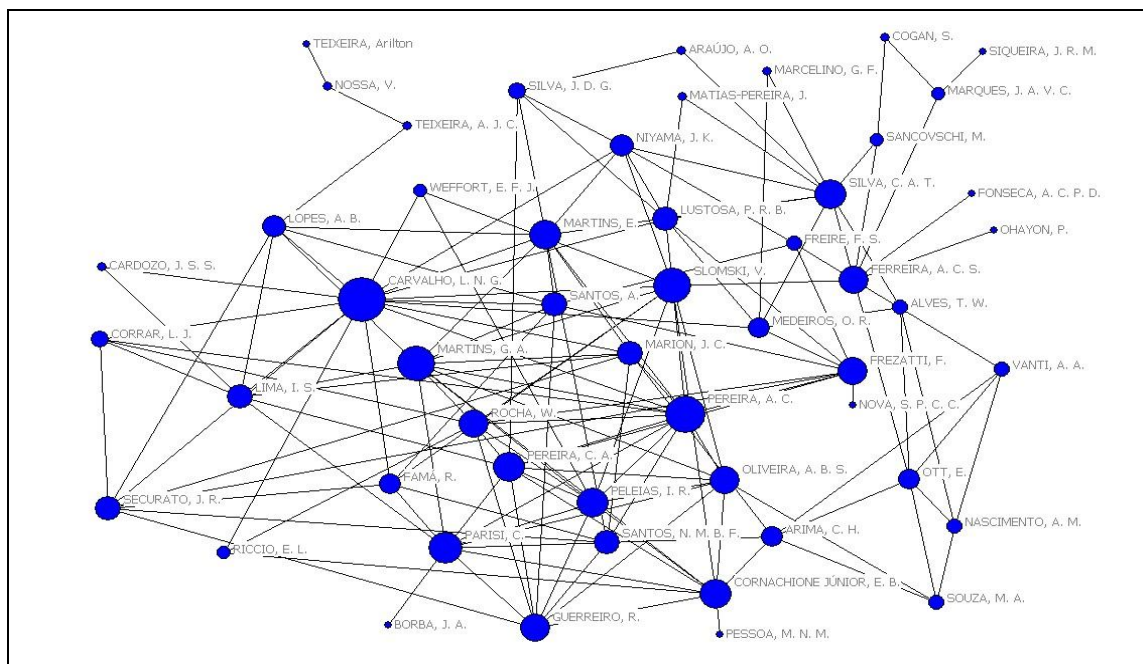 TEIXEIRA, Arilton
COGAN, S.
ARAÚJO, A. O.
SIQUEIRA, J. R. M.
MARCELINO, G. F.
NOSSA, V.
SILVA, J. D. G.
MATIAS-PEREIRA, J.
MARQUES, J. A. V. C.
TEIXEIRA, A. J. C.
NIYAMA, J. K.
SANCOVSCHI, M.
WEFFORT, E. F. J.
SILVA, C. A. T.
FONSECA, A. C. P. D.
LOPES, A. B.
MARTINS, E.
LUSTOSA, P. R. B.
OHAYON, P.
FREIRE, F. S.
CARDOZO, J. S. S.
CARVALHO, L. N. G.
SLOMSKI, V.
FERREIRA, A. C. S.
SANTOS, A.
ALVES, T. W.
MEDEIROS, O. R.
CORRAR, L. J.
MARTINS, G. A.
MARION, J. C.
FREZATTI, F.
VANTI, A. A.
LIMA, I. S.
PEREIRA, A. C.
NOVA, S. P. C. C.
ROCHA, W.
PEREIRA, C. A.
OLIVEIRA, A. B. S.
OTT, E.
FAMÁ, R.
SECURATO, J. R.
PELEIAS, I. R.
NASCIMENTO, A. M.
PARISI, C.
SANTOS, N. M. B. F.
ARIMA, C. H.
RICCIO, E. L.
CORNACHIONE JÚNIOR, E. B.
SOUZA, M. A.
BORBA, J. A.
GUERREIRO, R.
PESSOA, M. N. M.